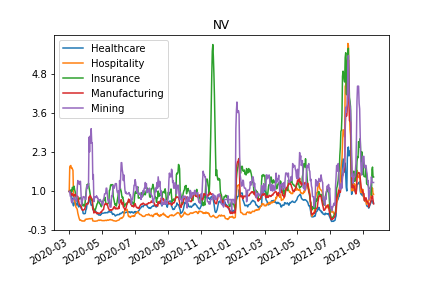 NV
Healthcare
Hospitality
Insurance
Manufacturing
Mining
4.8
3.6
2.3
1.0
-0.3
2020-03
2020-05
2020-07
2020-09
2020-11
2021-01
2021-03
2021-05
2021-07
2021-09